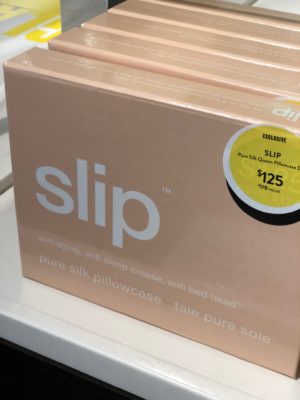 slip™
anti aging, anti sleep crease, anti bed head™
pure silk pillowcase   taie pure soie
EXCLUSIVE
SLIP
Pure Silk Queen Pillowcase
$125